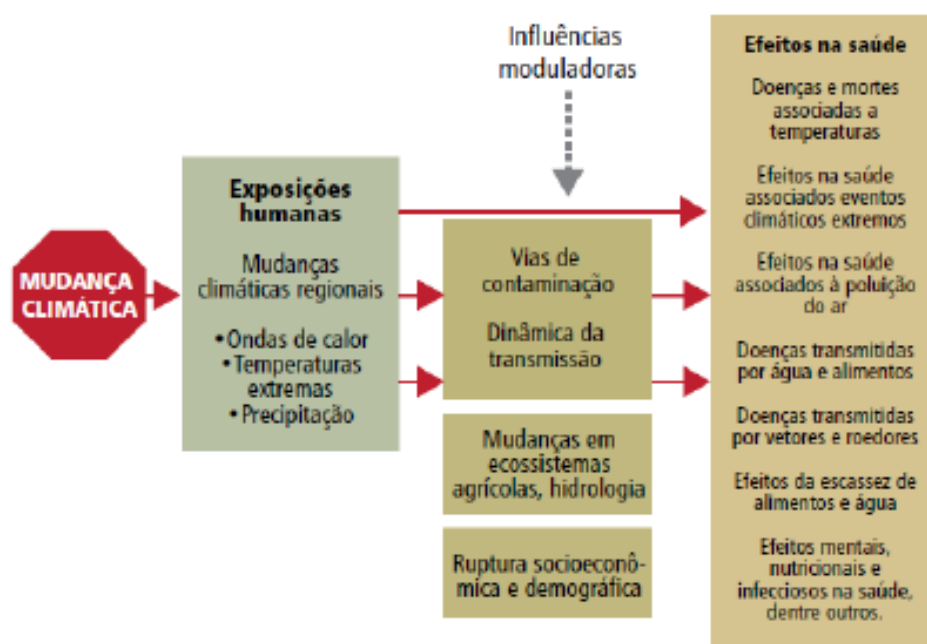 Influências
moduladoras
MUDANÇA
CLIMÁTICA
Exposições
humanas
Mudanças
climáticas regionais
•Ondas de calor
•Temperaturas
extremas
•Precipitação
Vias de
contaminação
Dinâmica da
transmissão
Mudanças em
ecossistemas
agrícolas, hidrologia
Ruptura socioeconô-
mica e demográfica
Efeitos na saúde
Doenças e mortes
associadas a
temperaturas
Efeitos na saúde
associados eventos
climáticos extremos
Efeitos na saúde
associados à poluição
do ar
Doenças transmitidas
por água e alimentos
Doenças transmitidas
por vetores e roedores
Efeitos da escassez de
alimentos e água
Efeitos mentais,
nutricionais e
infecciosos na saúde,
dentre outros.